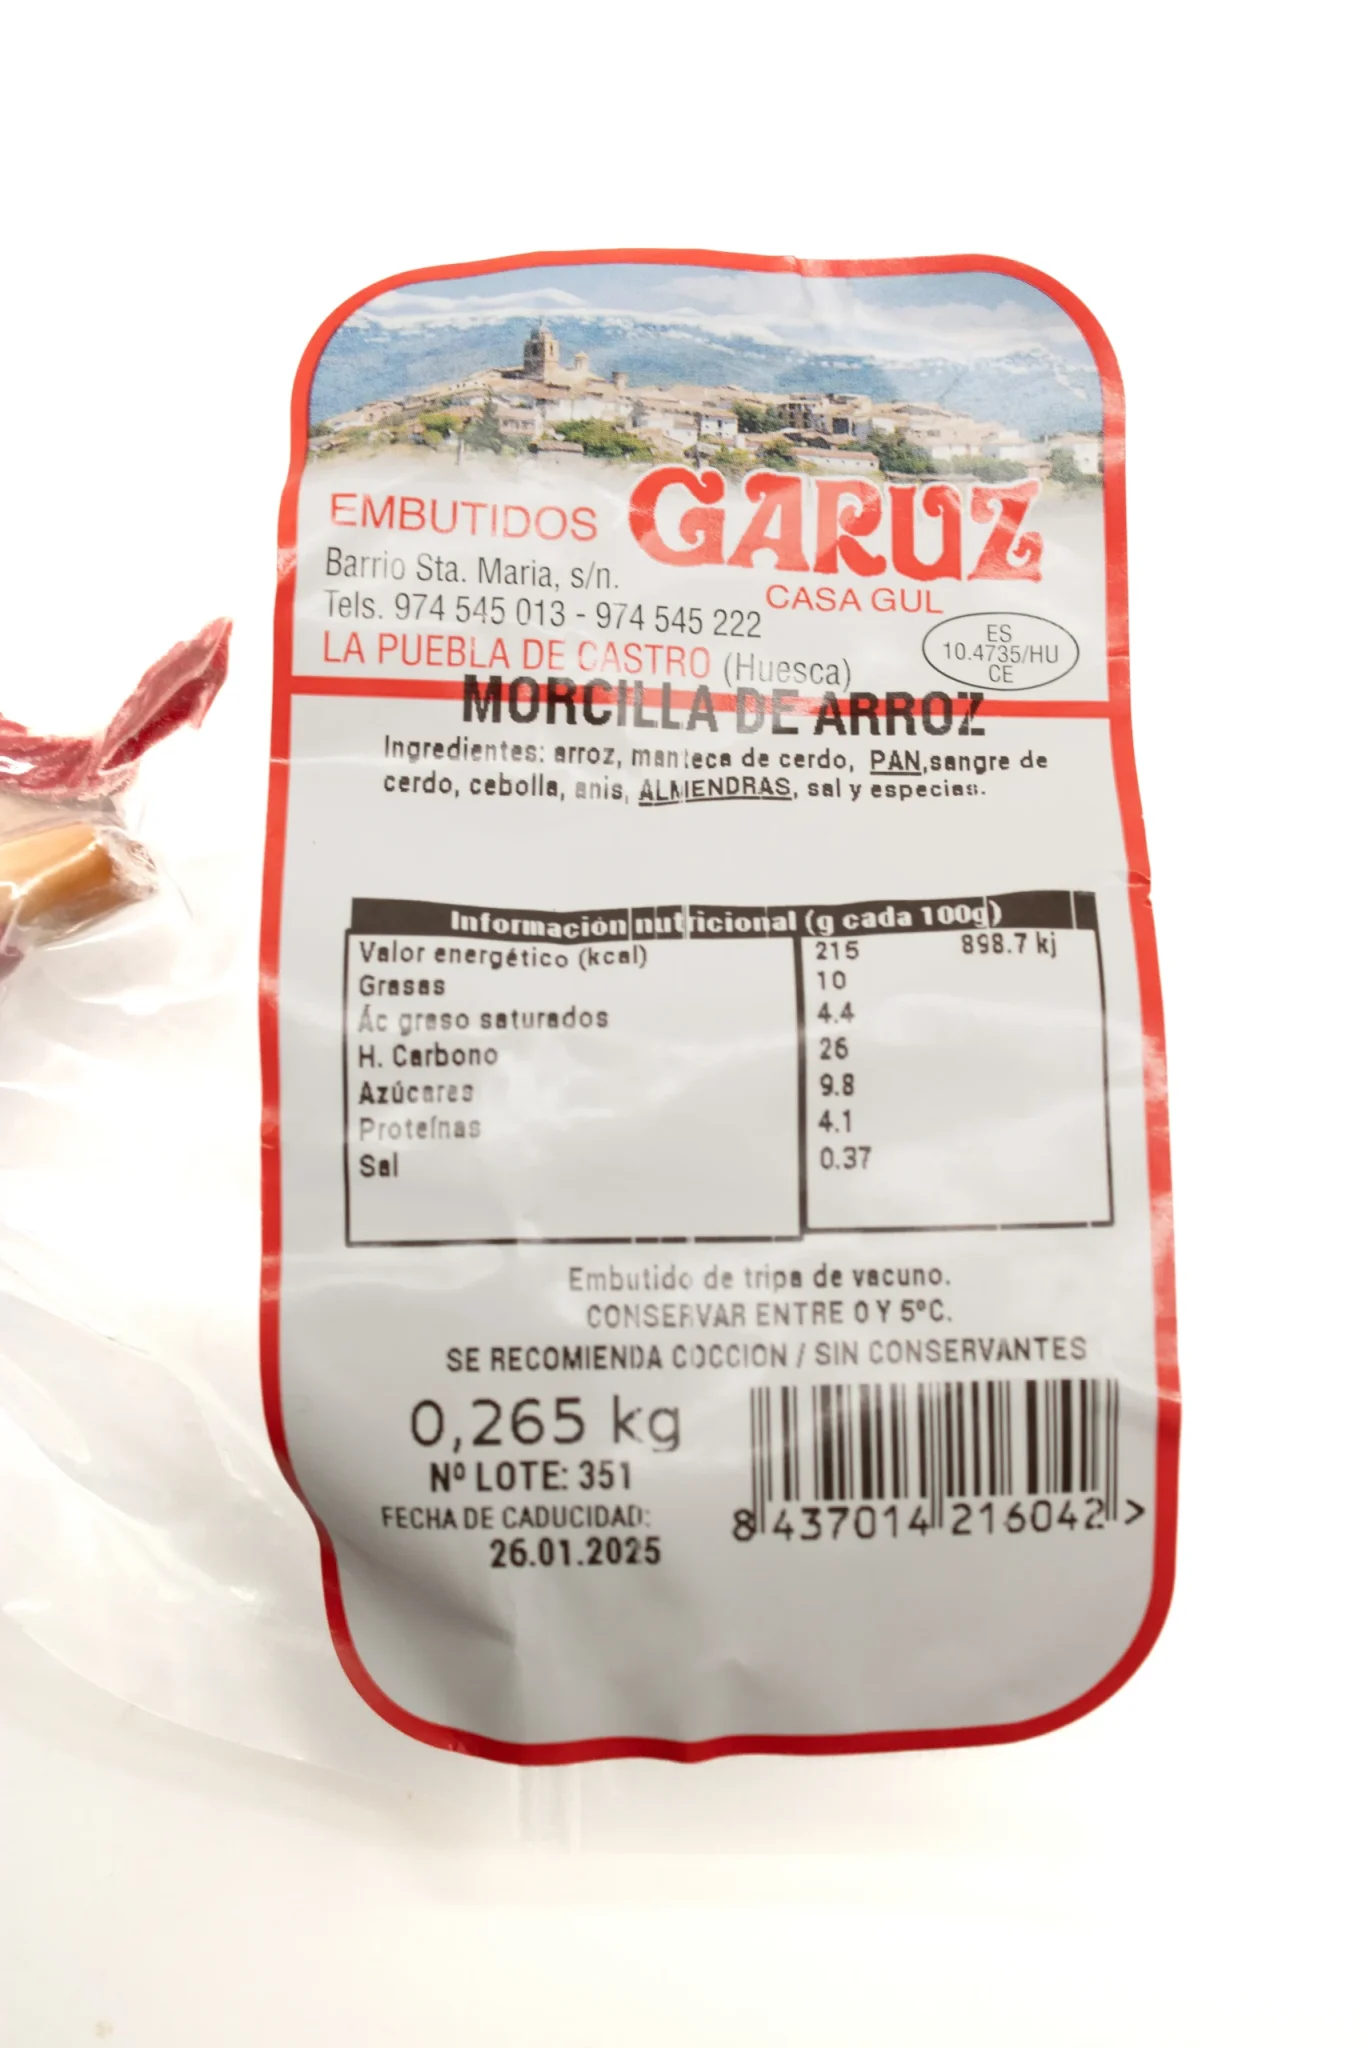 EMBUTIDOS GARUZ
CASA GUL
Barrio Sta. Maria, s/n.
Tels. 974 545 013 - 974 545 222
LA PUEBLA DE CASTRO (Huesca)
ES
10.4735/HU
CE
MORCILLA DE ARROZ
Ingredientes: arroz, manteca de cerdo, PAN,sangre de
cerdo, cebolla, anis, ALMENDRAS, sal y especias.
Información nutricional (g cada 100g)
Valor energético (kcal) 215 898.7 kj
Grasas 10
Ác graso saturados 4.4
H. Carbono 26
Azúcares 9.8
Proteínas 4.1
Sal 0.37
Embutido de tripa de vacuno.
CONSERVAR ENTRE 0 Y 5ºC.
SE RECOMIENDA COCCION / SIN CONSERVANTES
0,265 kg
Nº LOTE: 351
FECHA DE CADUCIDAD:
26.01.2025
8 437014 216042 >